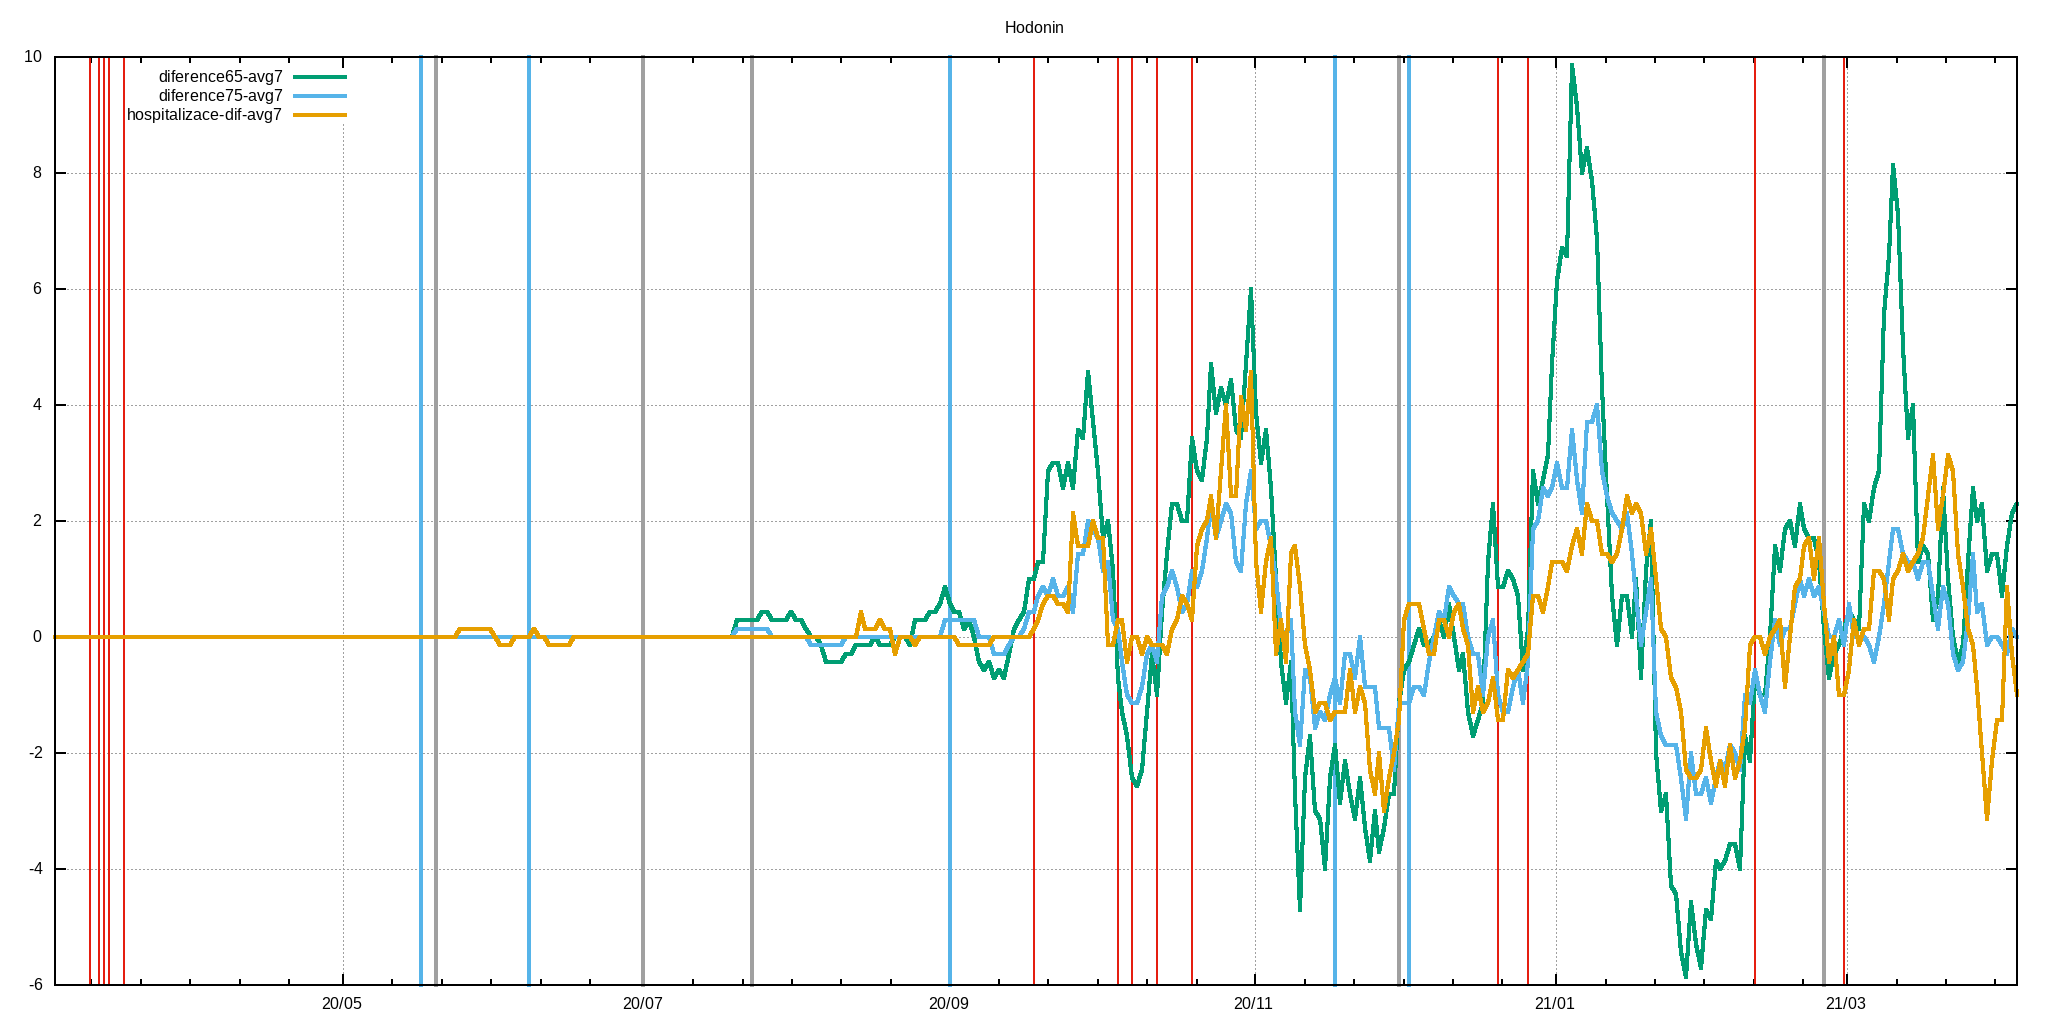 Hodonin
10
diference65-avg7
diference75-avg7
hospitalizace-dif-avg7
8
6
4
2
0
-2
-4
-6
20/05 20/07 20/09 20/11 21/01 21/03